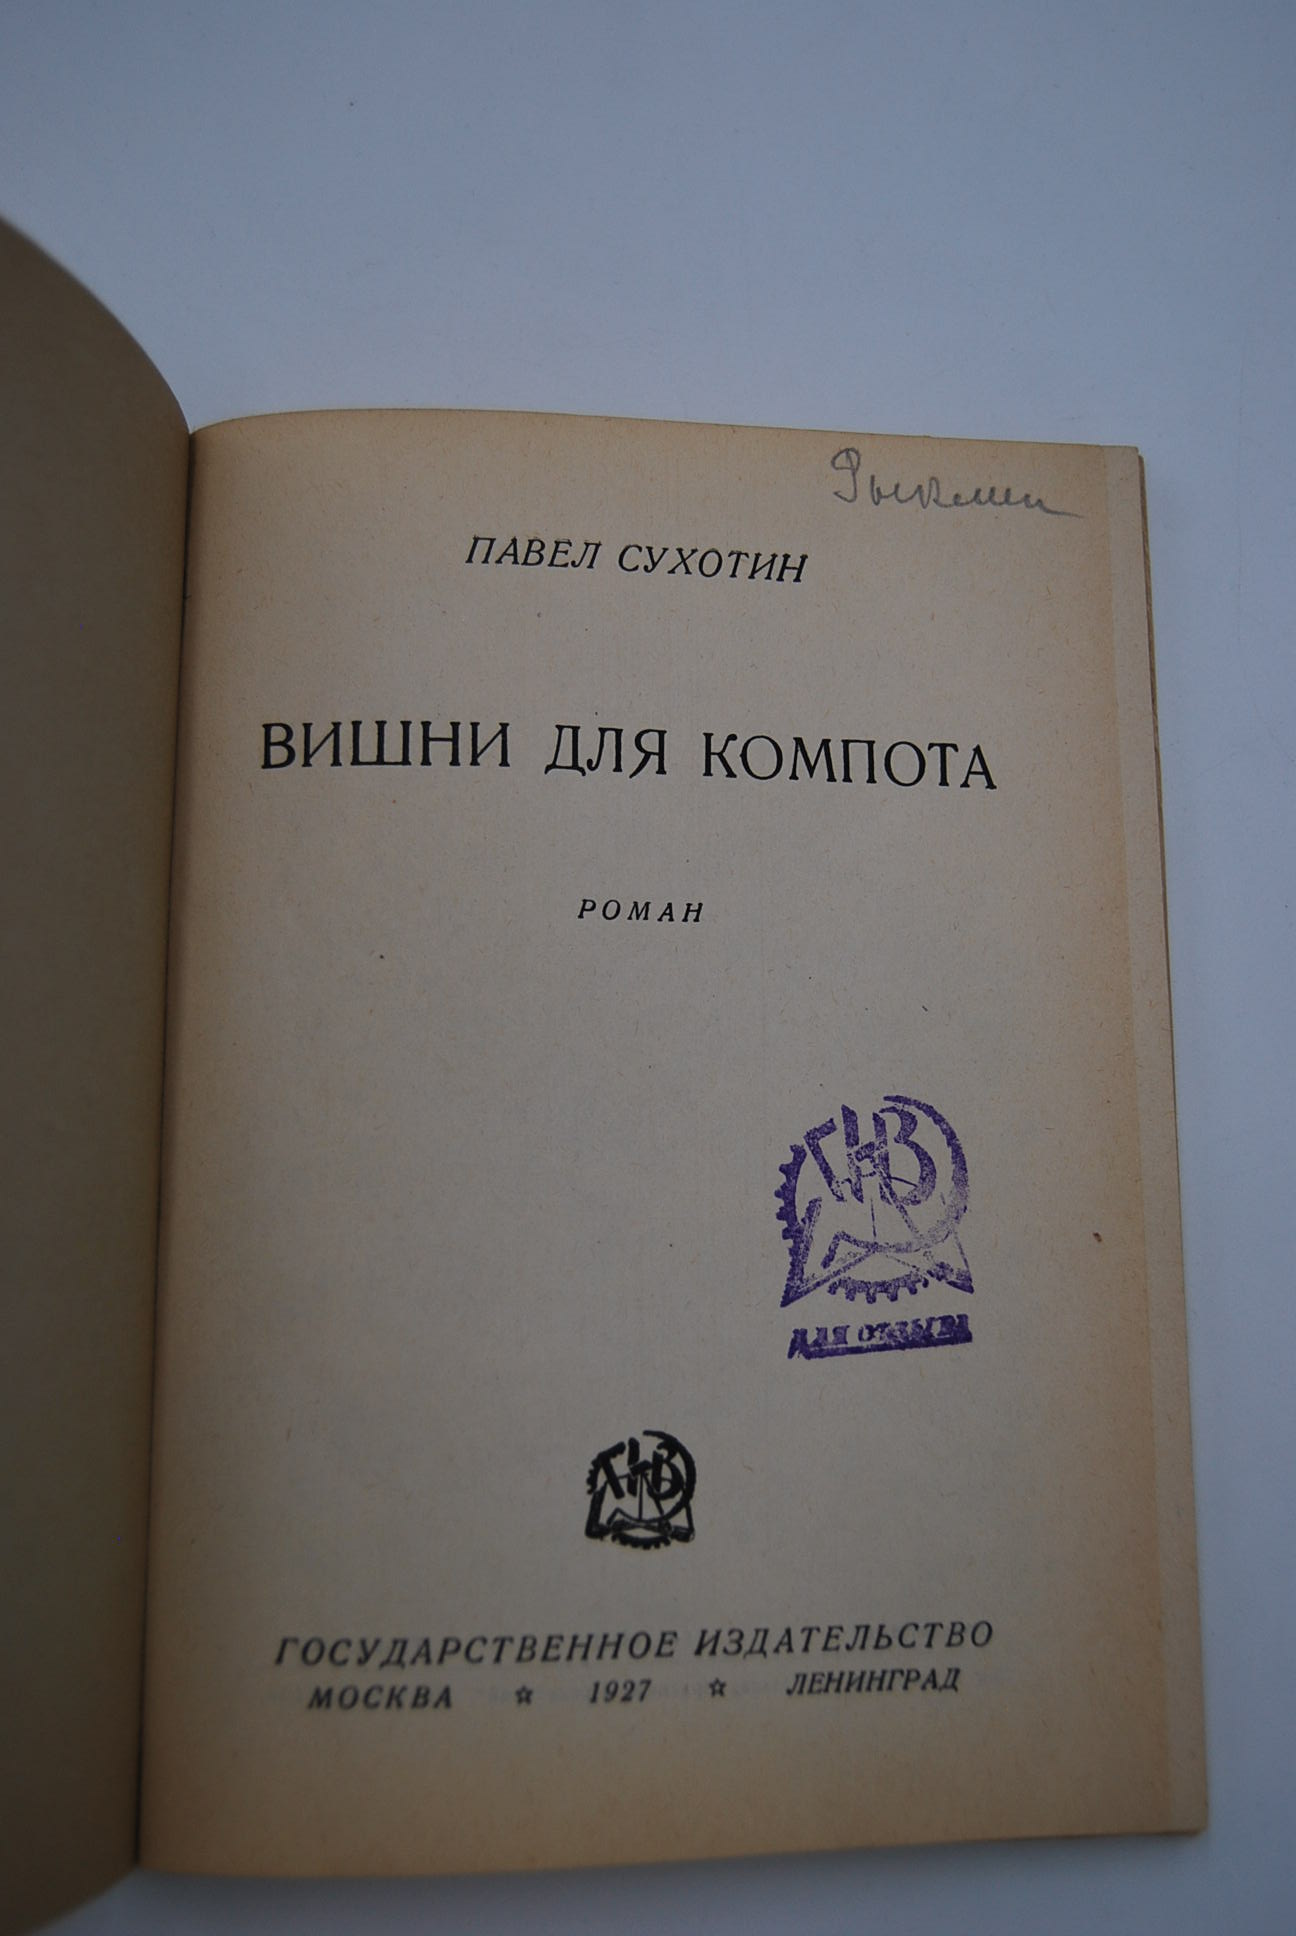 ПАВЕЛ СУХОТИН
ВИШНИ ДЛЯ КОМПОТА
РОМАН
ГИЗ
ДЛЯ ОТЗЫВА
ГИЗ
ГОСУДАРСТВЕННОЕ ИЗДАТЕЛЬСТВО
МОСКВА ☆ 1927 ☆ ЛЕНИНГРАД